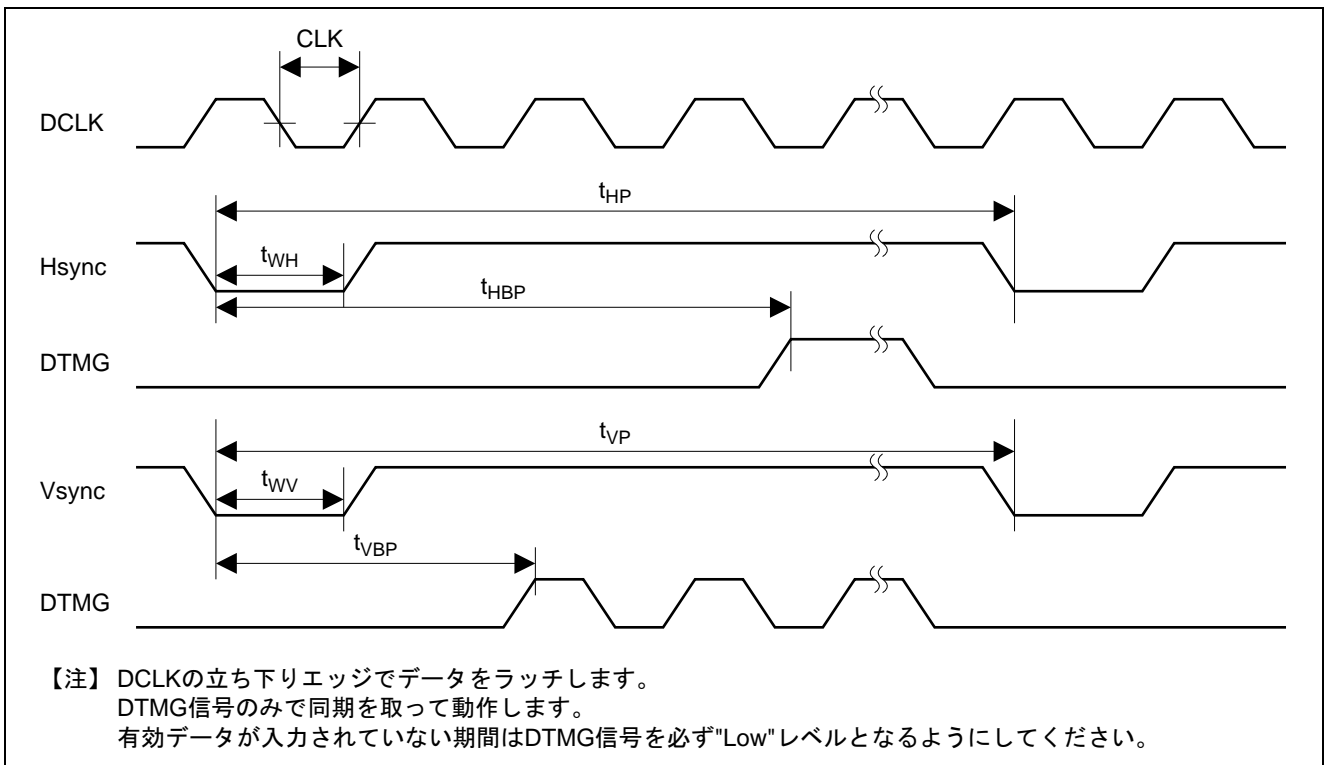 CLK
DCLK
tHP
Hsync
tWH
tHBP
DTMG
tVP
Vsync
tWV
tVBP
DTMG
【注】 DCLKの立ち下りエッジでデータをラッチします。
DTMG信号のみで同期を取って動作します。
有効データが入力されていない期間はDTMG信号を必ず"Low"レベルとなるようにしてください。